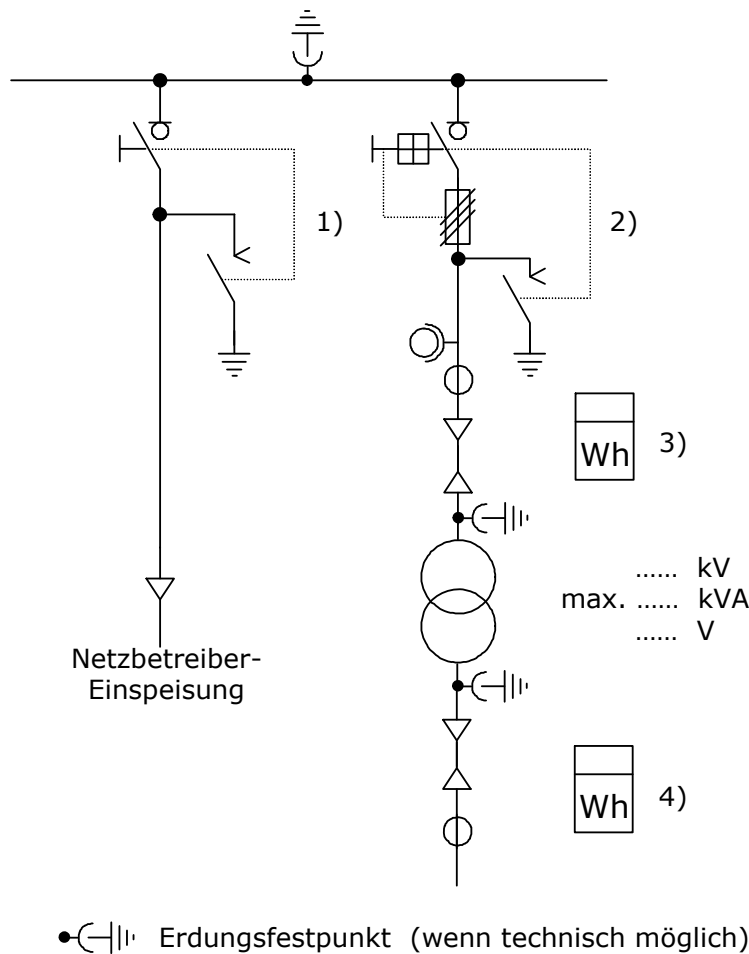 1)
2)
Wh 3)
...... kV
max. ...... kVA
...... V
Netzbetreiber-
Einspeisung
Wh 4)
Erdungsfestpunkt (wenn technisch möglich)